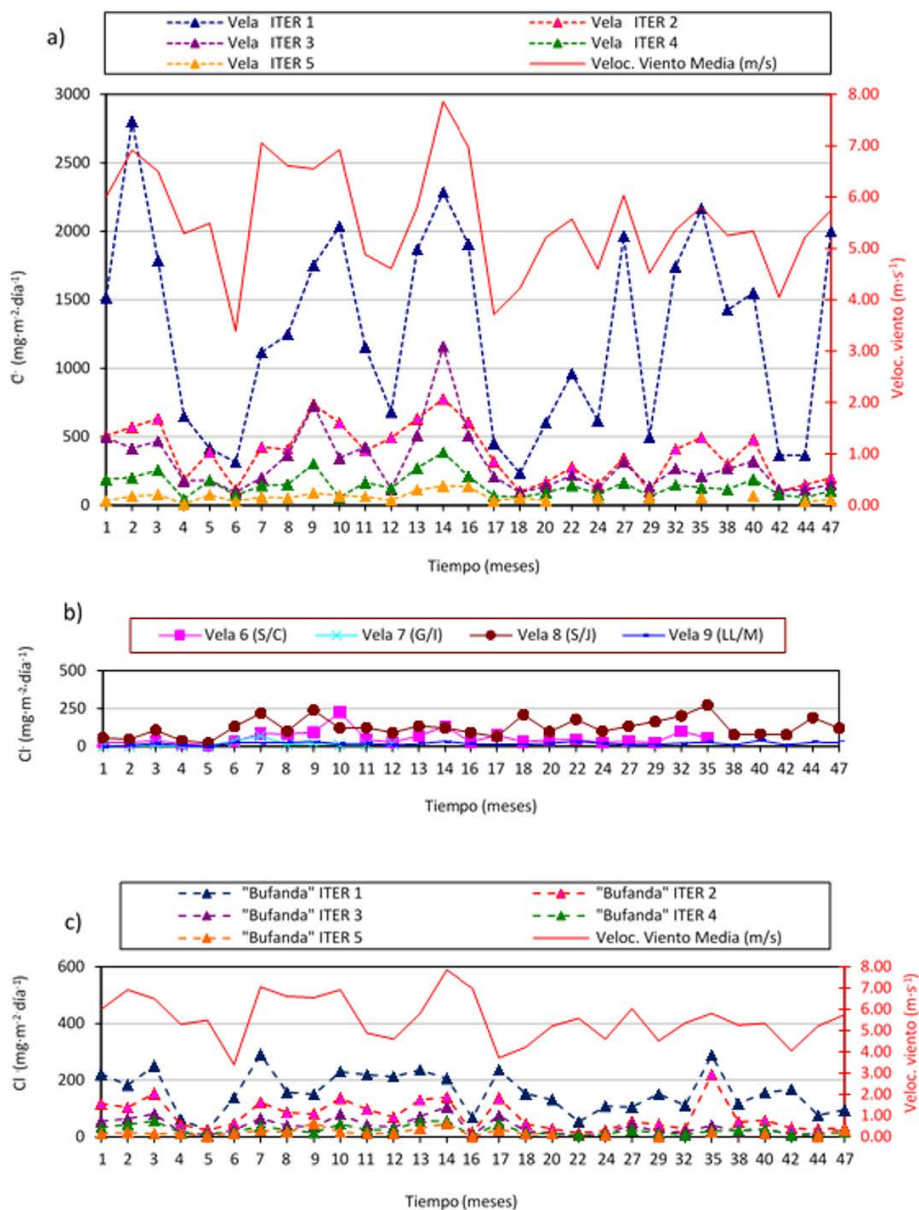 a)
Vela ITER 1
Vela ITER 2
Vela ITER 3
Vela ITER 4
Vela ITER 5
Veloc. Viento Media (m/s)
3000
2500
2000
1500
1000
500
0
C⁻ (mg·m⁻²·día⁻¹)
8.00
7.00
6.00
5.00
4.00
3.00
2.00
1.00
0.00
Veloc. viento (m·s⁻¹)
1 2 3 4 5 6 7 8 9 10 11 12 13 14 16 17 18 20 22 24 27 29 32 35 38 40 42 44 47
Tiempo (meses)
b)
Vela 6 (S/C) Vela 7 (G/I) Vela 8 (S/J) Vela 9 (LL/M)
500
250
0
Cl⁻ (mg·m⁻²·día⁻¹)
1 2 3 4 5 6 7 8 9 10 11 12 13 14 16 17 18 20 22 24 27 29 32 35 38 40 42 44 47
Tiempo (meses)
c)
"Bufanda" ITER 1
"Bufanda" ITER 2
"Bufanda" ITER 3
"Bufanda" ITER 4
"Bufanda" ITER 5
Veloc. Viento Media (m/s)
600
400
200
0
Cl⁻(mg·m⁻²·día⁻¹)
8.00
7.00
6.00
5.00
4.00
3.00
2.00
1.00
0.00
Veloc. viento (m·s⁻¹)
1 2 3 4 5 6 7 8 9 10 11 12 13 14 16 17 18 20 22 24 27 29 32 35 38 40 42 44 47
Tiempo (meses)